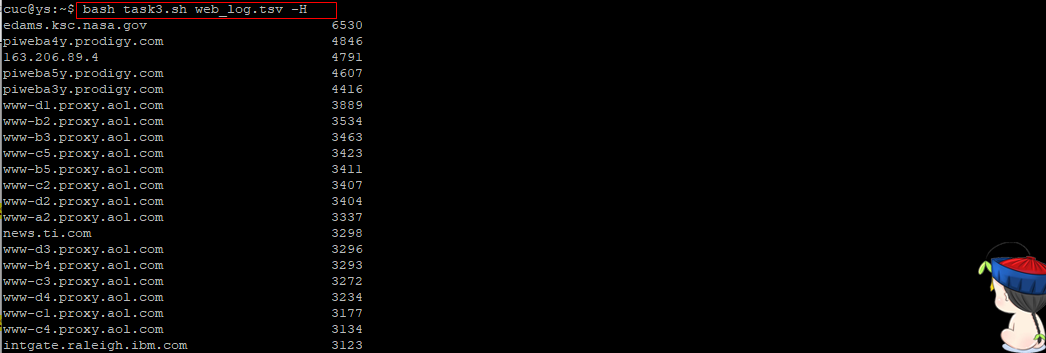 cuc@ys:~$ bash task3.sh web_log.tsv -H
edams.ksc.nasa.gov 6530
piweba4y.prodigy.com 4846
163.206.89.4 4791
piweba5y.prodigy.com 4607
piweba3y.prodigy.com 4416
www-d1.proxy.aol.com 3889
www-b2.proxy.aol.com 3534
www-b3.proxy.aol.com 3463
www-c5.proxy.aol.com 3423
www-b5.proxy.aol.com 3411
www-c2.proxy.aol.com 3407
www-d2.proxy.aol.com 3404
www-a2.proxy.aol.com 3337
news.ti.com 3298
www-d3.proxy.aol.com 3296
www-b4.proxy.aol.com 3293
www-c3.proxy.aol.com 3272
www-d4.proxy.aol.com 3234
www-c1.proxy.aol.com 3177
www-c4.proxy.aol.com 3134
intgate.raleigh.ibm.com 3123